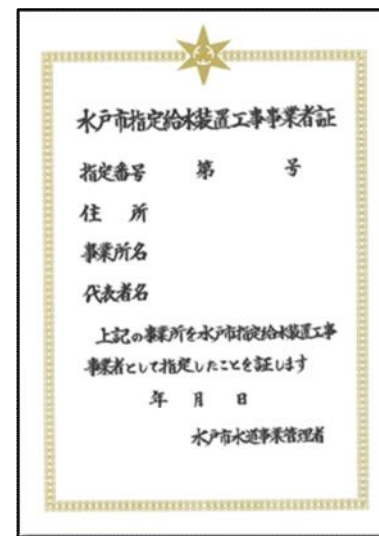 水戸市指定給水装置工事事業者証
指定番号 第 号
住 所
事業所名
代表者名
上記の事業所を水戸市指定給水装置工事
事業者として指定したことを証します
年 月 日
水戸市水道事業管理者